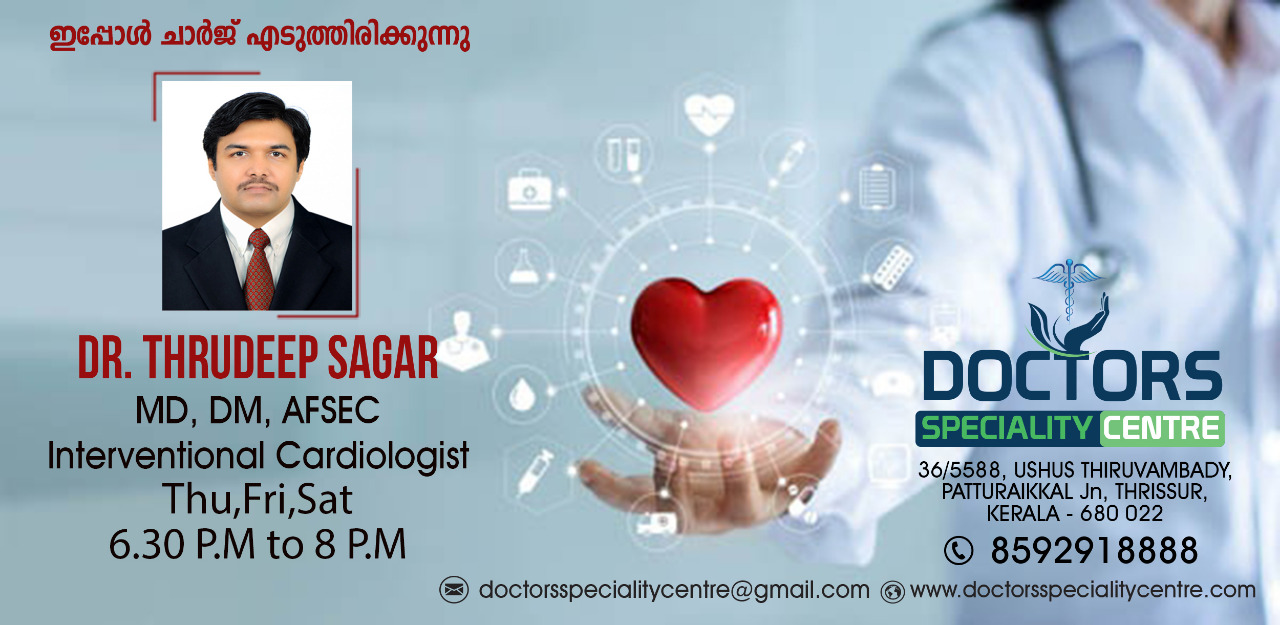 ഇപ്പോൾ ചാർജ് എടുത്തിരിക്കുന്നു
DR. THRUDEEP SAGAR
MD, DM, AFSEC
Interventional Cardiologist
Thu,Fri,Sat
6.30 P.M to 8 P.M
DOCTORS
SPECIALITY CENTRE
36/5588, USHUS THIRUVAMBADY,
PATTURAIKKAL Jn, THRISSUR,
KERALA - 680 022
8592918888
doctorsspecialitycentre@gmail.com www.doctorsspecialitycentre.com